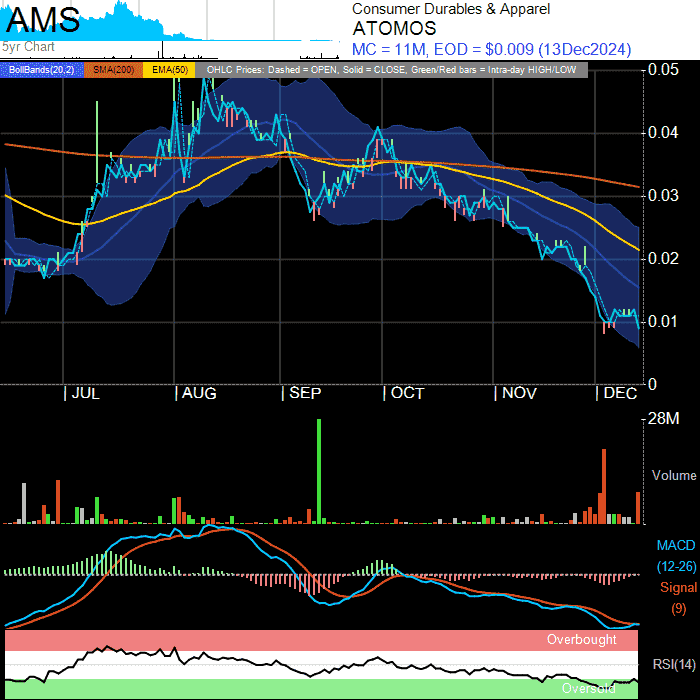 AMS
5yr Chart
Consumer Durables & Apparel
ATOMOS
MC = 11M, EOD = $0.009 (13Dec2024)
BollBands(20,2) SMA(200) EMA(50) OHLC Prices: Dashed = OPEN, Solid = CLOSE, Green/Red bars = Intra-day HIGH/LOW
0.05
0.04
0.03
0.02
0.01
0
JUL AUG SEP OCT NOV DEC
28M
Volume
MACD
(12-26)
Signal
(9)
Overbought
RSI(14)
Oversold